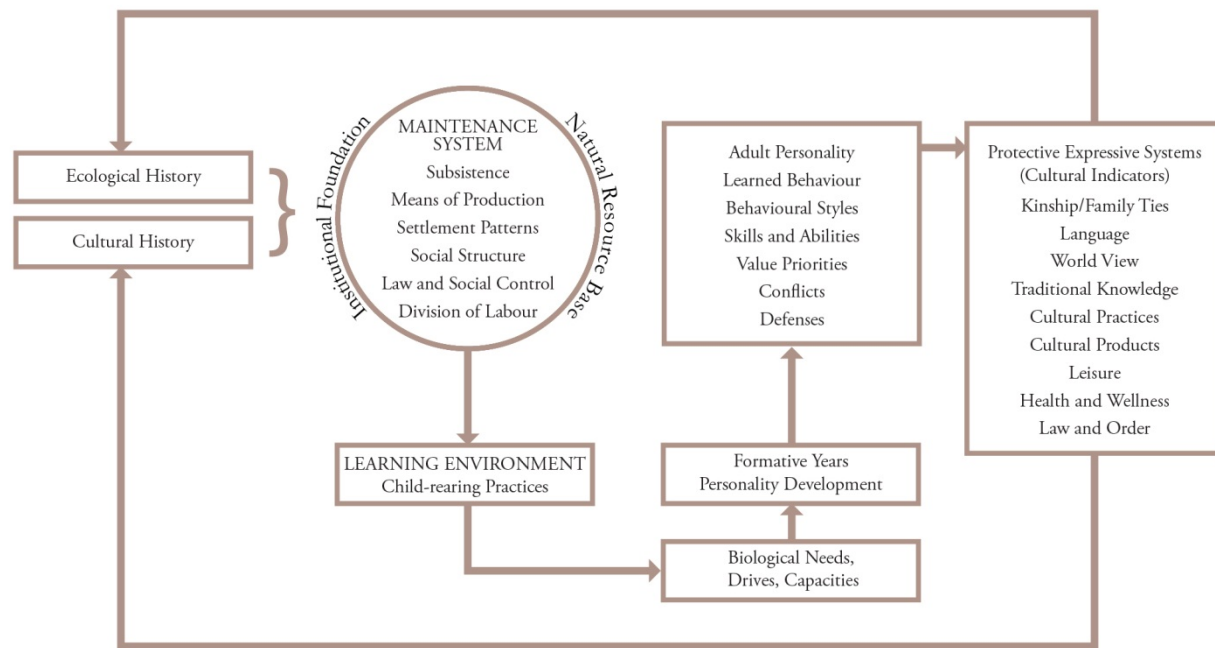 Ecological History
Cultural History
Institutional Foundation
Natural Resource Base
MAINTENANCE
SYSTEM
Subsistence
Means of Production
Settlement Patterns
Social Structure
Law and Social Control
Division of Labour
LEARNING ENVIRONMENT
Child-rearing Practices
Biological Needs,
Drives, Capacities
Formative Years
Personality Development
Adult Personality
Learned Behaviour
Behavioural Styles
Skills and Abilities
Value Priorities
Conflicts
Defenses
Protective Expressive Systems
(Cultural Indicators)
Kinship/Family Ties
Language
World View
Traditional Knowledge
Cultural Practices
Cultural Products
Leisure
Health and Wellness
Law and Order